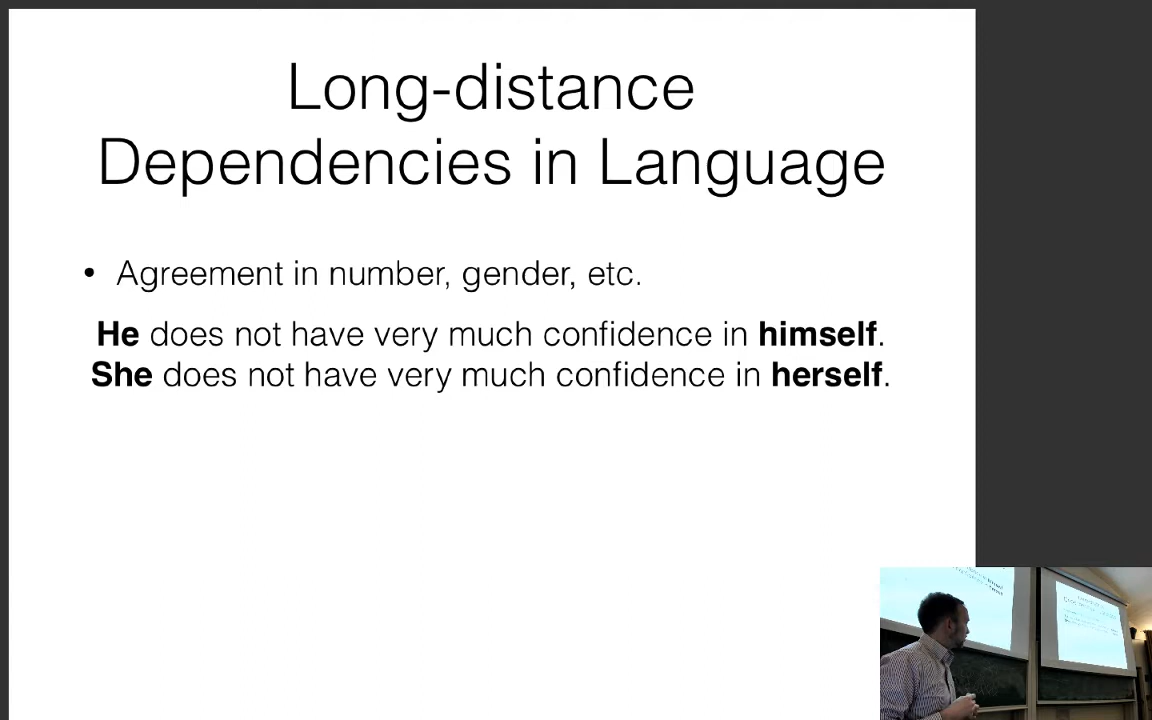 Long-distance
Dependencies in Language
• Agreement in number, gender, etc.
He does not have very much confidence in himself.
She does not have very much confidence in herself.